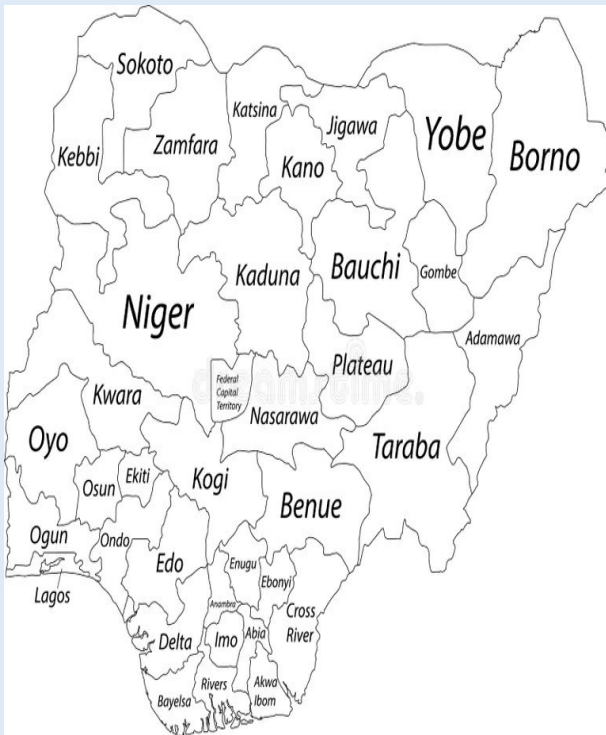 Sokoto
Katsina
Jigawa
Yobe
Borno
Kebbi
Zamfara
Kano
Kaduna
Bauchi
Gombe
Niger
Adamawa
Plateau
Federal
Capital
Territory
dreamstime.
Kwara
Nasarawa
Oyo
Taraba
Kogi
Osun
Ekiti
Benue
Ogun
Ondo
Edo
Enugu
Ebonyi
Lagos
Anambra
Cross
River
Delta
Imo
Abia
Bayelsa
Rivers
Akwa
Ibom